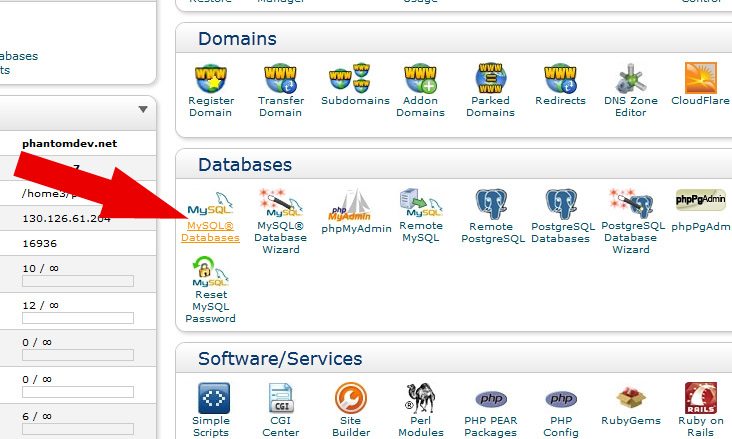 Restore
Manager
Usage
Control
abases
ts
phantomdev.net
7
/home3/p
130.126.61.204
16936
10 / ∞
12 / ∞
0 / ∞
0 / ∞
6 / ∞
Domains
WWW
WWW
WWW
WWW
WWW
WWW
WWW
WWW
Register
Domain
Transfer
Domain
Subdomains
Addon
Domains
Parked
Domains
Redirects
DNS Zone
Editor
CloudFlare
Databases
MySQL
MySQL®
Databases
MySQL
MySQL®
Database
Wizard
php
MyAdmin
phpMyAdmin
MySQL
Remote
MySQL
Remote
PostgreSQL
PostgreSQL
Databases
PostgreSQL
Database
Wizard
phpPgAdmin
phpPgAdm
MySQL
Reset
MySQL
Password
Software/Services
Simple
Scripts
CGI
CGI
Center
Site
Builder
Perl
Modules
php
PHP PEAR
Packages
php
PHP
Config
RubyGems
RAILS
Ruby on
Rails